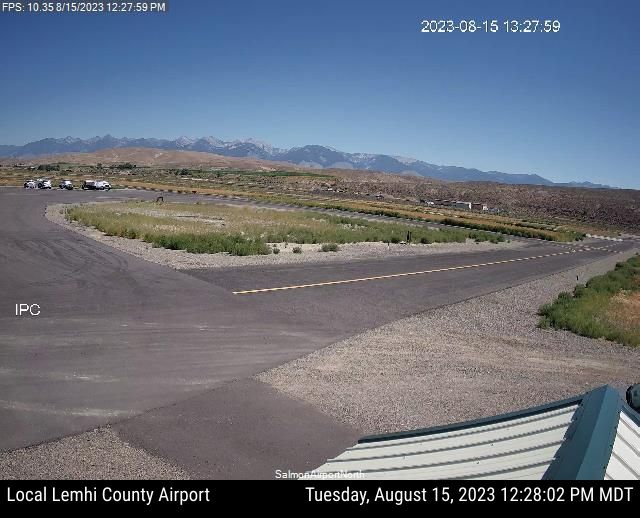 FPS: 10.35 8/15/2023 12:27:59 PM
2023-08-15 13:27:59
IPC
SalmonAirportNorth
Local Lemhi County Airport
Tuesday, August 15, 2023 12:28:02 PM MDT